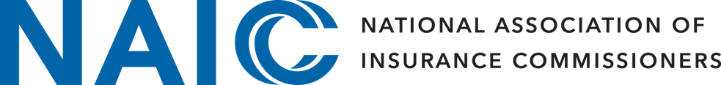 NAIC
NATIONAL ASSOCIATION OF
INSURANCE COMMISSIONERS